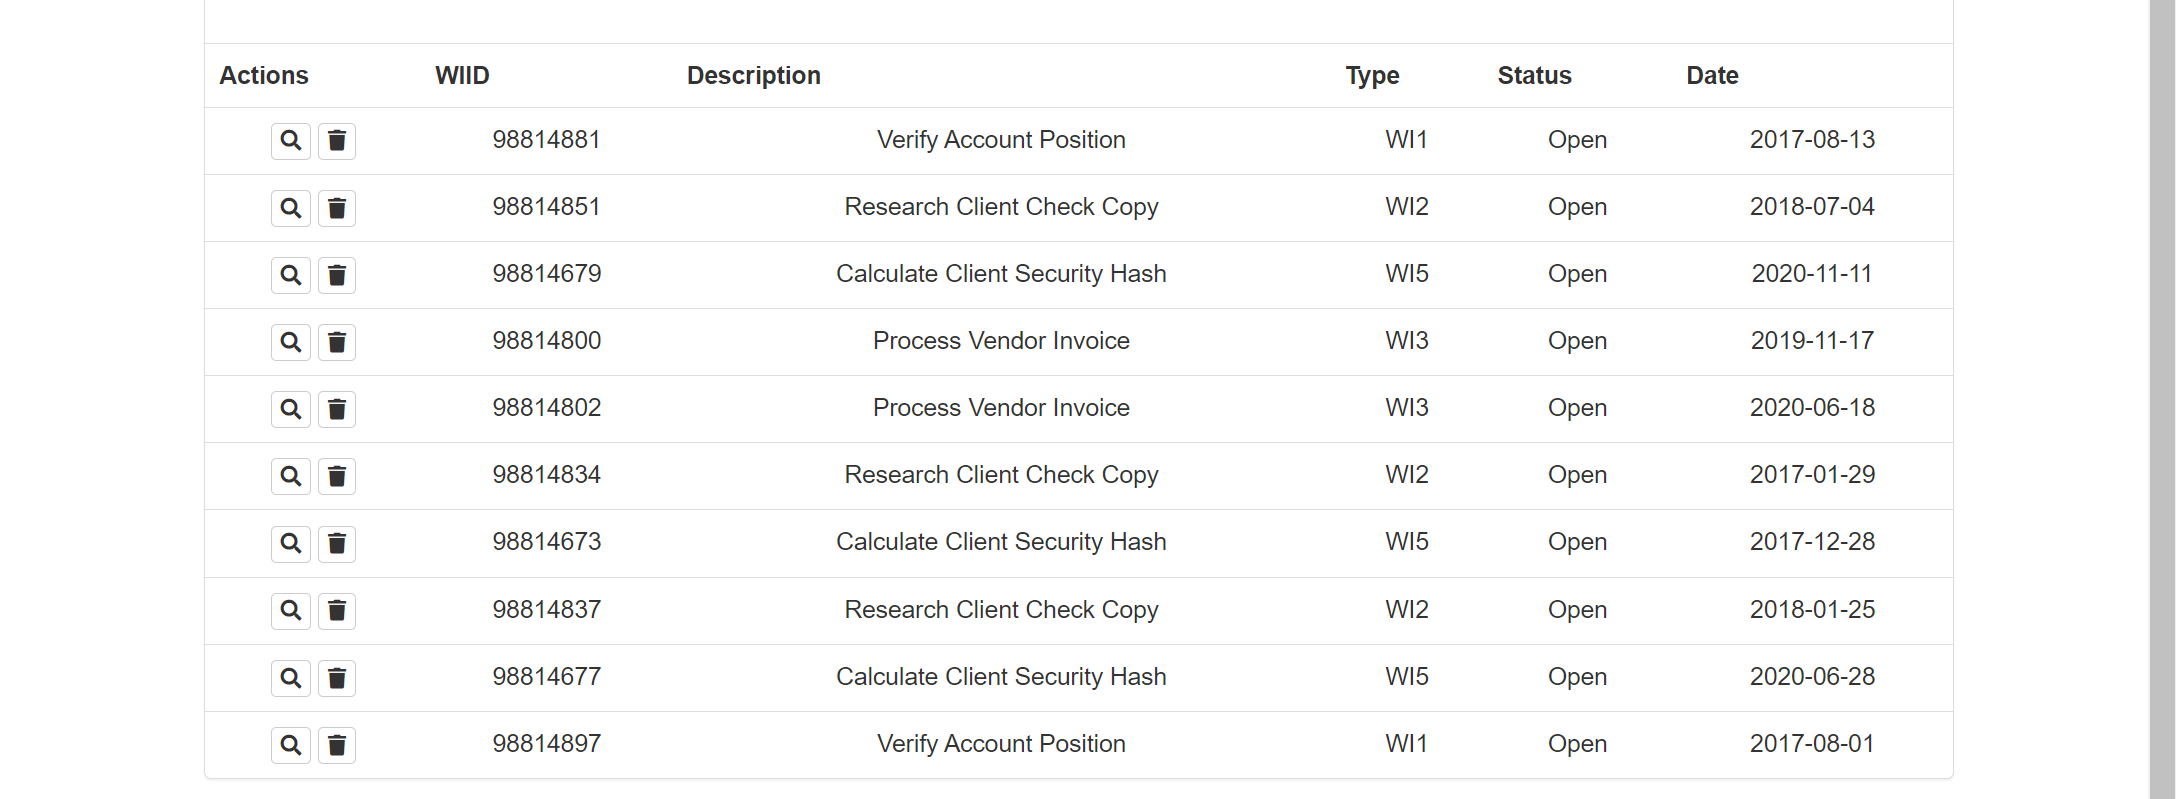 Actions WIID Description Type Status Date
98814881 Verify Account Position WI1 Open 2017-08-13
98814851 Research Client Check Copy WI2 Open 2018-07-04
98814679 Calculate Client Security Hash WI5 Open 2020-11-11
98814800 Process Vendor Invoice WI3 Open 2019-11-17
98814802 Process Vendor Invoice WI3 Open 2020-06-18
98814834 Research Client Check Copy WI2 Open 2017-01-29
98814673 Calculate Client Security Hash WI5 Open 2017-12-28
98814837 Research Client Check Copy WI2 Open 2018-01-25
98814677 Calculate Client Security Hash WI5 Open 2020-06-28
98814897 Verify Account Position WI1 Open 2017-08-01